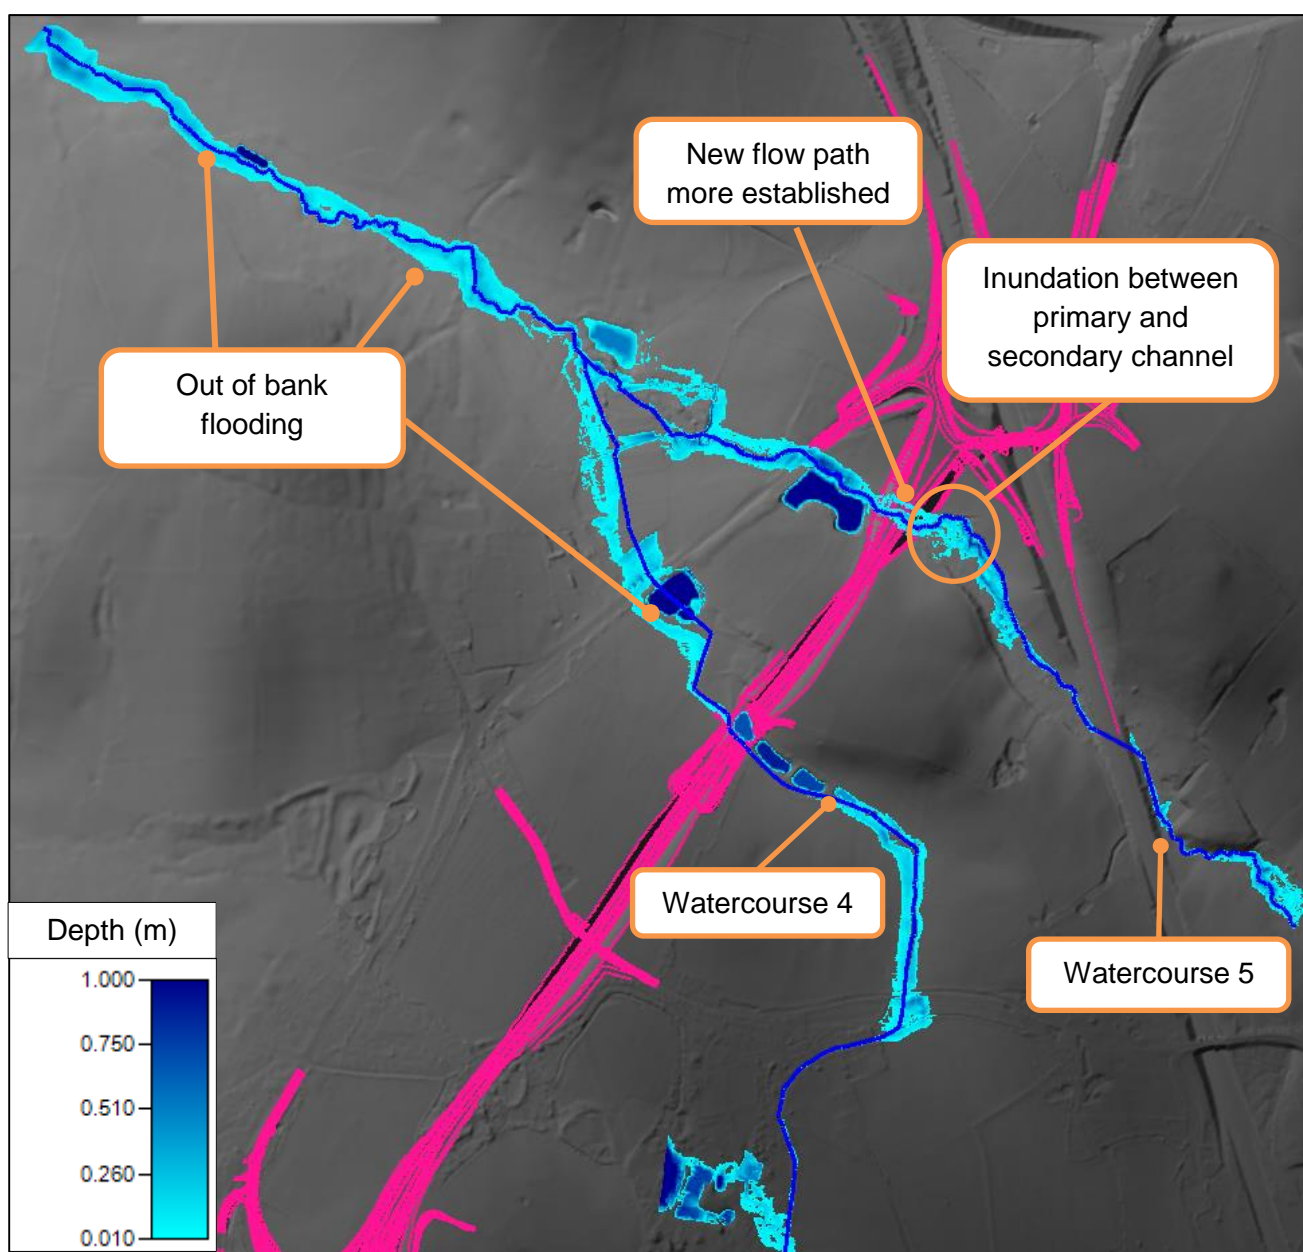 New flow path
more established
Inundation between
primary and
secondary channel
Out of bank
flooding
Watercourse 4
Watercourse 5
Depth (m)
1.000
0.750
0.510
0.260
0.010